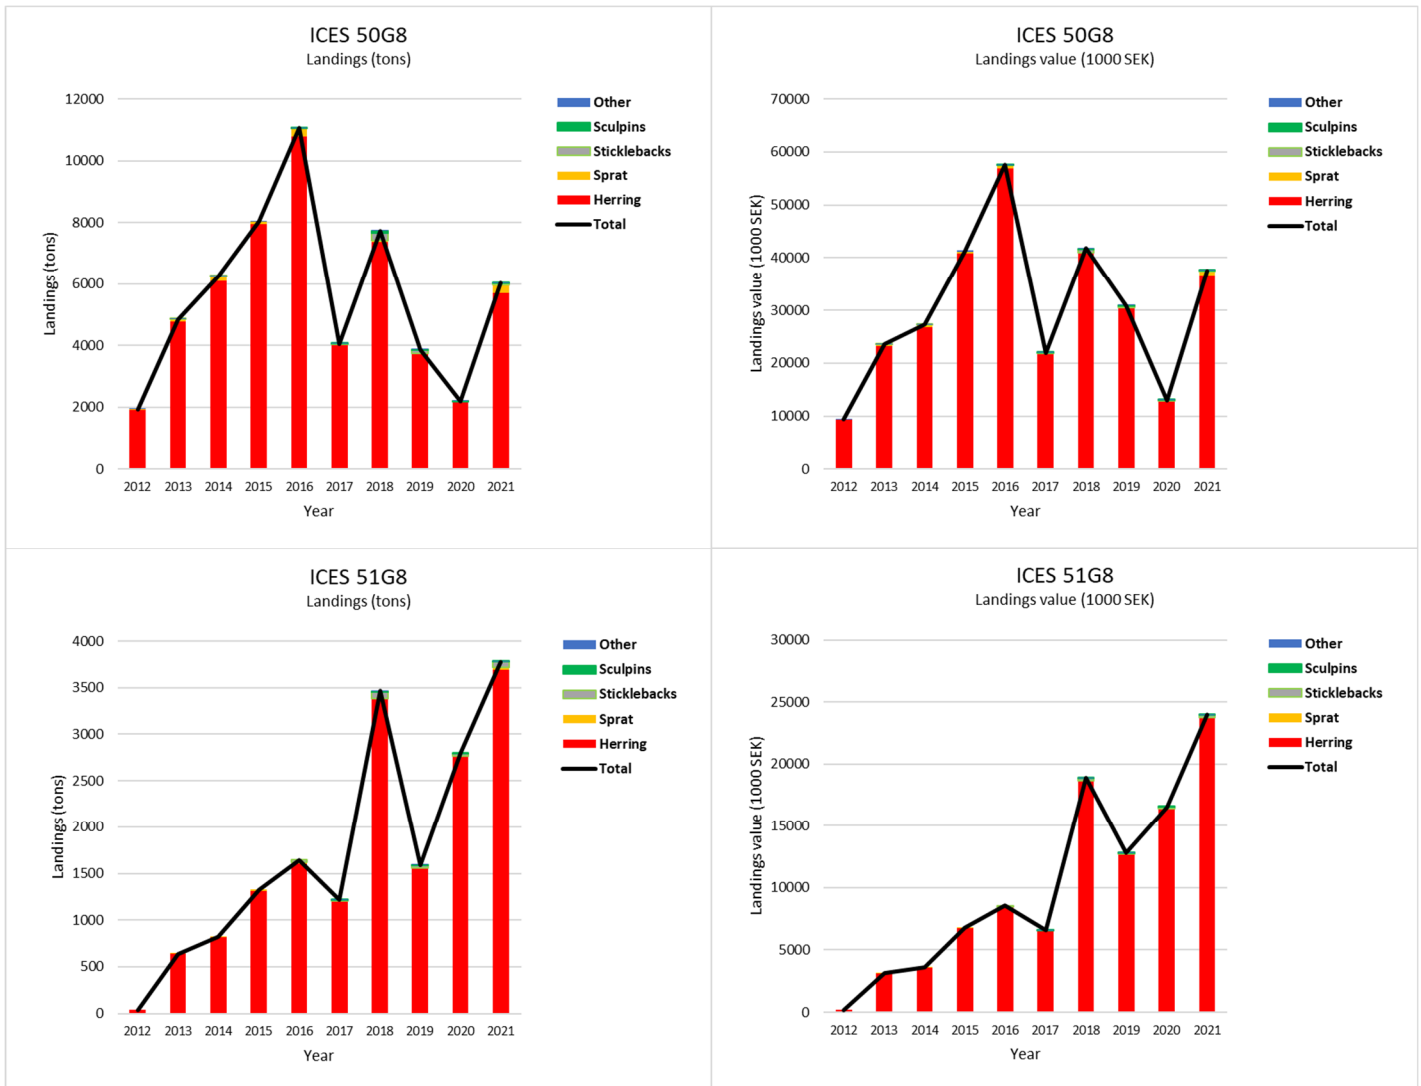 ICES 50G8
Landings (tons)
Landings (tons)
12000
10000
8000
6000
4000
2000
0
2012 2013 2014 2015 2016 2017 2018 2019 2020 2021
Year
Other
Sculpins
Sticklebacks
Sprat
Herring
Total
ICES 50G8
Landings value (1000 SEK)
Landings value (1000 SEK)
70000
60000
50000
40000
30000
20000
10000
0
2012 2013 2014 2015 2016 2017 2018 2019 2020 2021
Year
Other
Sculpins
Sticklebacks
Sprat
Herring
Total
ICES 51G8
Landings (tons)
Landings (tons)
4000
3500
3000
2500
2000
1500
1000
500
0
2012 2013 2014 2015 2016 2017 2018 2019 2020 2021
Year
Other
Sculpins
Sticklebacks
Sprat
Herring
Total
ICES 51G8
Landings value (1000 SEK)
Landings value (1000 SEK)
30000
25000
20000
15000
10000
5000
0
2012 2013 2014 2015 2016 2017 2018 2019 2020 2021
Year
Other
Sculpins
Sticklebacks
Sprat
Herring
Total